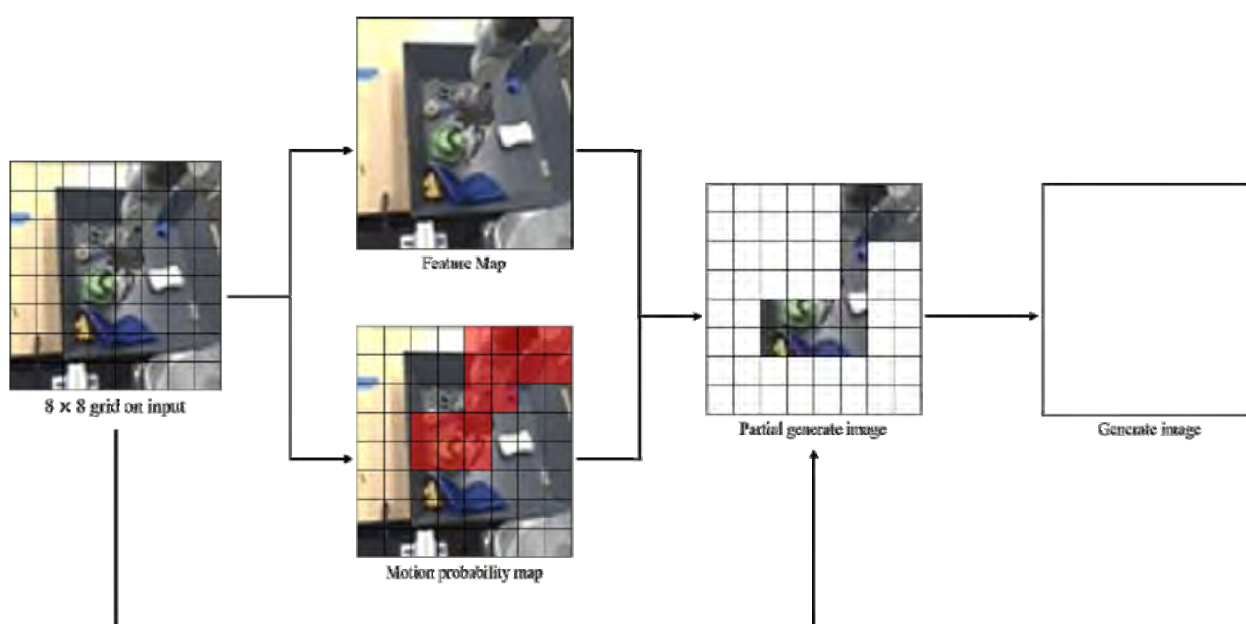 Feature Map
8 × 8 grid on input
Partial generate image
Generate image
Motion probability map